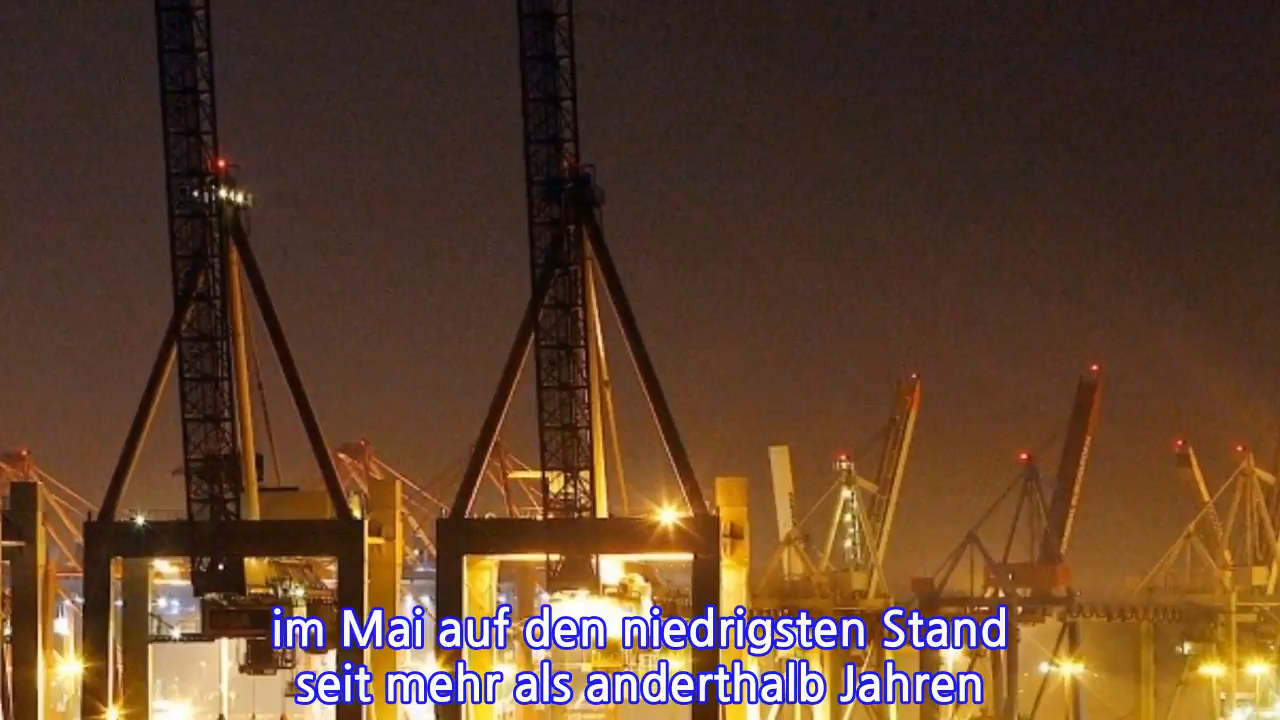 im Mai auf den niedrigsten Stand
seit mehr als anderthalb Jahren